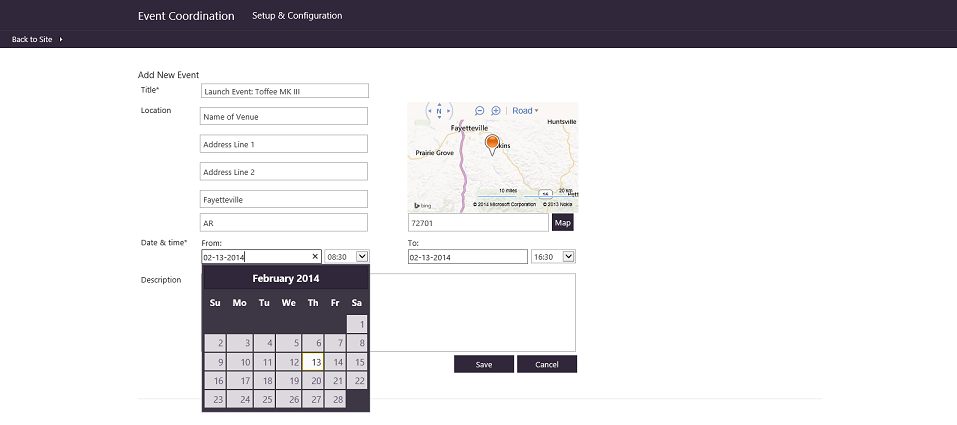 Event Coordination Setup & Configuration
Back to Site
Add New Event
Title* Launch Event: Toffee MK III
Location Name of Venue
Address Line 1
Address Line 2
Fayetteville
AR
N Road
Huntsville
Fayetteville
kins
Prairie Grove
10 miles 20 km
bing © 2014 Microsoft Corporation © 2013 Nokia
72701 Map
Date & time* From: To:
02-13-2014 08:30 02-13-2014 16:30
Description
February 2014
Su Mo Tu We Th Fr Sa
1
2 3 4 5 6 7 8
9 10 11 12 13 14 15
16 17 18 19 20 21 22
23 24 25 26 27 28
Save Cancel